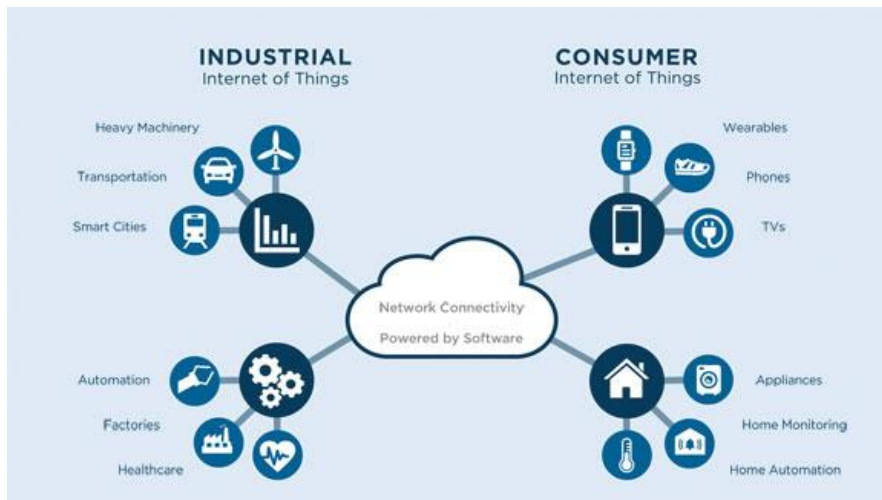 INDUSTRIAL
Internet of Things
CONSUMER
Internet of Things
Heavy Machinery
Transportation
Smart Cities
Wearables
Phones
TVs
Network Connectivity
Powered by Software
Automation
Factories
Healthcare
Appliances
Home Monitoring
Home Automation